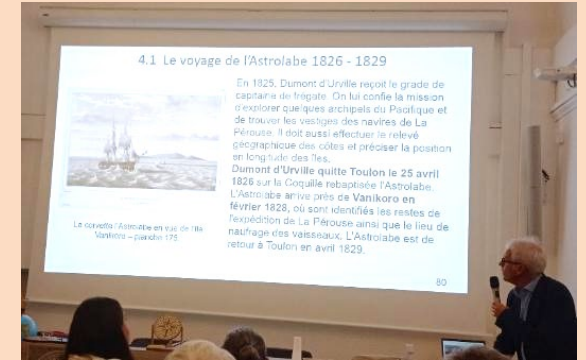 4.1 Le voyage de l'Astrolabe 1826 - 1829
En 1825, Dumont d'Urville reçoit le grade de
capitaine de frégate. On lui confie la mission
d'explorer quelques archipels du Pacifique et
de trouver les vestiges des navires de La
Pérouse. Il doit aussi effectuer le relevé
géographique des côtes et préciser la position
en longitude des îles.
Dumont d'Urville quitte Toulon le 25 avril
1826 sur la Coquille rebaptisée l'Astrolabe.
L'Astrolabe arrive près de Vanikoro en
février 1828, où sont identifiés les restes de
l'expédition de La Pérouse ainsi que le lieu de
naufrage des vaisseaux. L'Astrolabe est de
retour à Toulon en avril 1829.
La corvette l'Astrolabe en vue de l'île
Vanikoro – planche 175.
80